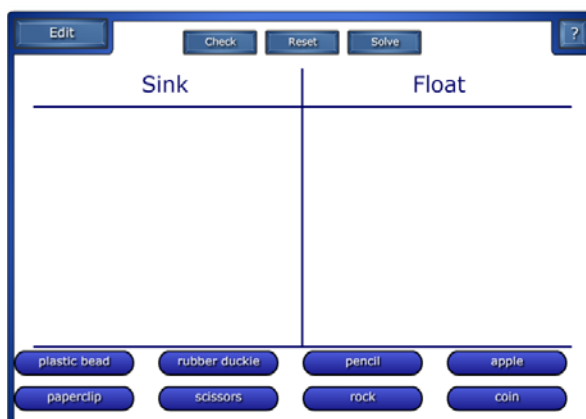 Edit
Check Reset Solve ?
Sink Float
plastic bead rubber duckie pencil apple
paperclip scissors rock coin